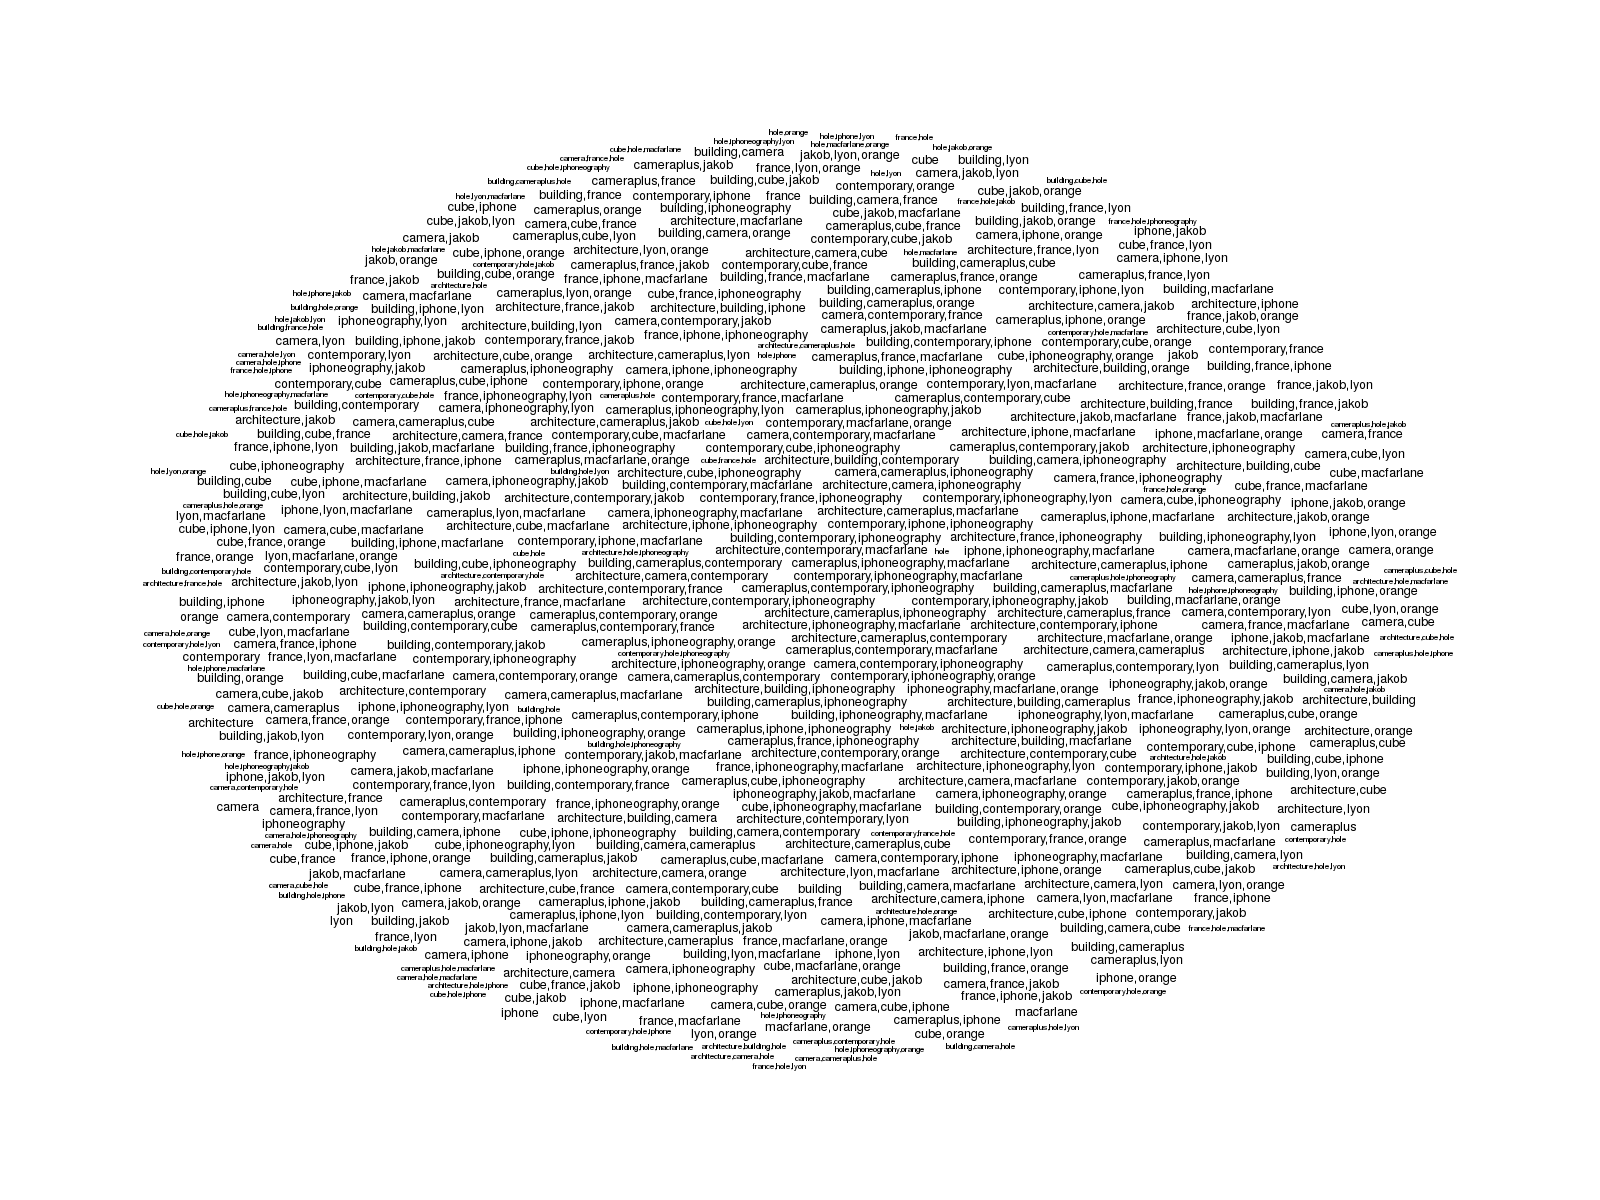 hole,orange
hole,iphoneography,lyon hole,iphone,lyon france,hole
cube,hole,macfarlane building,camera jakob,lyon,orange hole,macfarlane,orange hole,jakob,orange
camera,france,hole cameraplus,jakob france,lyon,orange cube building,lyon
cube,hole,iphoneography building,cube,jakob hole,lyon camera,jakob,lyon
building,cameraplus,hole cameraplus,france contemporary,orange cube,jakob,orange building,cube,hole
hole,lyon,macfarlane building,france contemporary,iphone france building,camera,france france,hole,jakob
cube,iphone cameraplus,orange building,iphoneography cube,jakob,macfarlane building,france,lyon
cube,jakob,lyon camera,cube,france architecture,macfarlane cameraplus,cube,france building,jakob,orange france,hole,iphoneography
camera,jakob cameraplus,cube,lyon building,camera,orange contemporary,cube,jakob camera,iphone,orange iphone,jakob
hole,jakob,macfarlane cube,iphone,orange architecture,lyon,orange architecture,camera,cube hole,macfarlane architecture,france,lyon cube,france,lyon
jakob,orange contemporary,hole,jakob cameraplus,france,jakob contemporary,cube,france building,cameraplus,cube camera,iphone,lyon
france,jakob building,cube,orange france,iphone,macfarlane building,france,macfarlane cameraplus,france,orange cameraplus,france,lyon
architecture,hole
hole,iphone,jakob camera,macfarlane cameraplus,lyon,orange cube,france,iphoneography building,cameraplus,iphone contemporary,iphone,lyon building,macfarlane
building,hole,orange building,iphone,lyon architecture,france,jakob architecture,building,iphone building,cameraplus,orange architecture,camera,jakob architecture,iphone
hole,jakob,lyon iphoneography,lyon camera,contemporary,jakob camera,contemporary,france cameraplus,iphone,orange france,jakob,orange
building,france,hole architecture,building,lyon cameraplus,jakob,macfarlane contemporary,hole,macfarlane architecture,cube,lyon
camera,lyon building,iphone,jakob contemporary,france,jakob france,iphone,iphoneography architecture,cameraplus,hole building,contemporary,iphone contemporary,cube,orange
camera,hole,lyon contemporary,lyon architecture,cube,orange architecture,cameraplus,lyon hole,iphone cameraplus,france,macfarlane cube,iphoneography,orange jakob contemporary,france
camera,hole,iphone
france,hole,iphone iphoneography,jakob cameraplus,iphoneography camera,iphone,iphoneography building,iphone,iphoneography architecture,building,orange building,france,iphone
contemporary,cube cameraplus,cube,iphone contemporary,iphone,orange architecture,cameraplus,orange contemporary,lyon,macfarlane architecture,france,orange france,jakob,lyon
hole,iphoneography,macfarlane contemporary,cube,hole france,iphoneography,lyon cameraplus,hole contemporary,france,macfarlane cameraplus,contemporary,cube
cameraplus,france,hole building,contemporary camera,iphoneography,lyon cameraplus,iphoneography,lyon cameraplus,iphoneography,jakob architecture,building,france building,france,jakob
architecture,jakob camera,cameraplus,cube architecture,cameraplus,jakob cube,hole,lyon contemporary,macfarlane,orange architecture,jakob,macfarlane france,jakob,macfarlane cameraplus,hole,jakob
cube,hole,jakob building,cube,france architecture,camera,france contemporary,cube,macfarlane camera,contemporary,macfarlane architecture,iphone,macfarlane iphone,macfarlane,orange camera,france
france,iphone,lyon building,jakob,macfarlane building,france,iphoneography contemporary,cube,iphoneography cameraplus,contemporary,jakob architecture,iphoneography camera,cube,lyon
cube,iphoneography architecture,france,iphone cameraplus,macfarlane,orange cube,france,hole architecture,building,contemporary building,camera,iphoneography architecture,building,cube
hole,lyon,orange building,hole,lyon architecture,cube,iphoneography camera,cameraplus,iphoneography cube,macfarlane
building,cube cube,iphone,macfarlane camera,iphoneography,jakob building,contemporary,macfarlane architecture,camera,iphoneography camera,france,iphoneography cube,france,macfarlane
building,cube,lyon architecture,building,jakob architecture,contemporary,jakob contemporary,france,iphoneography contemporary,iphoneography,lyon france,hole,orange camera,cube,iphoneography iphone,jakob,orange
cameraplus,hole,orange iphone,lyon,macfarlane cameraplus,lyon,macfarlane camera,iphoneography,macfarlane architecture,cameraplus,macfarlane
lyon,macfarlane cameraplus,iphone,macfarlane architecture,jakob,orange
cube,iphone,lyon camera,cube,macfarlane architecture,cube,macfarlane architecture,iphone,iphoneography contemporary,iphone,iphoneography iphone,lyon,orange
cube,france,orange building,iphone,macfarlane contemporary,iphone,macfarlane building,contemporary,iphoneography architecture,france,iphoneography building,iphoneography,lyon
france,orange lyon,macfarlane,orange cube,hole architecture,hole,iphoneography architecture,contemporary,macfarlane hole iphone,iphoneography,macfarlane camera,macfarlane,orange camera,orange
building,contemporary,hole contemporary,cube,lyon building,cube,iphoneography building,cameraplus,contemporary cameraplus,iphoneography,macfarlane architecture,cameraplus,iphone cameraplus,jakob,orange cameraplus,cube,hole
architecture,france,hole architecture,jakob,lyon architecture,contemporary,hole architecture,camera,contemporary contemporary,iphoneography,macfarlane cameraplus,hole,iphoneography camera,cameraplus,france architecture,hole,macfarlane
iphone,iphoneography,jakob architecture,contemporary,france cameraplus,contemporary,iphoneography building,cameraplus,macfarlane hole,iphone,iphoneography building,iphone,orange
building,iphone iphoneography,jakob,lyon architecture,france,macfarlane architecture,contemporary,iphoneography contemporary,iphoneography,jakob building,macfarlane,orange
orange camera,contemporary camera,cameraplus,orange cameraplus,contemporary,orange architecture,cameraplus,iphoneography architecture,cameraplus,france camera,contemporary,lyon cube,lyon,orange
building,contemporary,cube cameraplus,contemporary,france architecture,iphoneography,macfarlane architecture,contemporary,iphone camera,france,macfarlane camera,cube
camera,hole,orange cube,lyon,macfarlane architecture,cameraplus,contemporary architecture,macfarlane,orange iphone,jakob,macfarlane architecture,cube,hole
contemporary,hole,lyon camera,france,iphone building,contemporary,jakob cameraplus,iphoneography,orange cameraplus,contemporary,macfarlane architecture,camera,cameraplus architecture,iphone,jakob cameraplus,hole,iphone
contemporary france,lyon,macfarlane contemporary,iphoneography contemporary,hole,iphoneography
hole,iphone,macfarlane architecture,iphoneography,orange camera,contemporary,iphoneography cameraplus,contemporary,lyon building,cameraplus,lyon
building,orange building,cube,macfarlane camera,contemporary,orange camera,cameraplus,contemporary contemporary,iphoneography,orange iphoneography,jakob,orange building,camera,jakob
camera,cube,jakob architecture,contemporary camera,cameraplus,macfarlane architecture,building,iphoneography iphoneography,macfarlane,orange camera,hole,jakob
cube,hole,orange camera,cameraplus iphone,iphoneography,lyon building,hole building,cameraplus,iphoneography architecture,building,cameraplus france,iphoneography,jakob architecture,building
architecture camera,france,orange contemporary,france,iphone cameraplus,contemporary,iphone building,iphoneography,macfarlane iphoneography,lyon,macfarlane cameraplus,cube,orange
building,jakob,lyon contemporary,lyon,orange building,iphoneography,orange cameraplus,iphone,iphoneography hole,jakob architecture,iphoneography,jakob iphoneography,lyon,orange architecture,orange
building,hole,iphoneography cameraplus,france,iphoneography architecture,building,macfarlane contemporary,cube,iphone cameraplus,cube
hole,iphone,orange france,iphoneography camera,cameraplus,iphone contemporary,jakob,macfarlane architecture,contemporary,orange architecture,contemporary,cube architecture,hole,jakob building,cube,iphone
hole,iphoneography,jakob camera,jakob,macfarlane iphone,iphoneography,orange france,iphoneography,macfarlane architecture,iphoneography,lyon contemporary,iphone,jakob building,lyon,orange
iphone,jakob,lyon contemporary,france,lyon building,contemporary,france cameraplus,cube,iphoneography architecture,camera,macfarlane contemporary,jakob,orange
camera,contemporary,hole architecture,france iphoneography,jakob,macfarlane camera,iphoneography,orange cameraplus,france,iphone architecture,cube
camera cameraplus,contemporary france,iphoneography,orange cube,iphoneography,macfarlane building,contemporary,orange cube,iphoneography,jakob architecture,lyon
camera,france,lyon contemporary,macfarlane architecture,building,camera architecture,contemporary,lyon building,iphoneography,jakob contemporary,jakob,lyon cameraplus
iphoneography
camera,hole,iphoneography building,camera,iphone cube,iphone,iphoneography building,camera,contemporary contemporary,france,hole contemporary,france,orange cameraplus,macfarlane contemporary,hole
camera,hole cube,iphone,jakob cube,iphoneography,lyon building,camera,cameraplus architecture,cameraplus,cube
cube,france france,iphone,orange building,cameraplus,jakob cameraplus,cube,macfarlane camera,contemporary,iphone iphoneography,macfarlane building,camera,lyon
jakob,macfarlane camera,cameraplus,lyon architecture,camera,orange architecture,lyon,macfarlane architecture,iphone,orange cameraplus,cube,jakob architecture,hole,lyon
camera,cube,hole cube,france,iphone architecture,cube,france camera,contemporary,cube building building,camera,macfarlane architecture,camera,lyon camera,lyon,orange
building,hole,iphone camera,jakob,orange cameraplus,iphone,jakob building,cameraplus,france architecture,camera,iphone camera,lyon,macfarlane france,iphone
jakob,lyon cameraplus,iphone,lyon building,contemporary,lyon architecture,hole,orange architecture,cube,iphone contemporary,jakob
lyon building,jakob jakob,lyon,macfarlane camera,cameraplus,jakob camera,iphone,macfarlane building,camera,cube france,hole,macfarlane
france,lyon camera,iphone,jakob architecture,cameraplus france,macfarlane,orange jakob,macfarlane,orange
building,hole,jakob camera,iphone iphoneography,orange building,lyon,macfarlane iphone,lyon architecture,iphone,lyon building,cameraplus
cameraplus,hole,macfarlane architecture,camera camera,iphoneography cube,macfarlane,orange building,france,orange cameraplus,lyon
camera,hole,macfarlane architecture,cube,jakob iphone,orange
architecture,hole,iphone cube,france,jakob iphone,iphoneography camera,france,jakob
cube,hole,iphone cube,jakob iphone,macfarlane cameraplus,jakob,lyon france,iphone,jakob contemporary,hole,orange
iphone cube,lyon camera,cube,orange camera,cube,iphone macfarlane
france,macfarlane hole,iphoneography cameraplus,iphone
contemporary,hole,iphone lyon,orange macfarlane,orange cube,orange cameraplus,hole,lyon
building,hole,macfarlane architecture,building,hole cameraplus,contemporary,hole hole,iphoneography,orange building,camera,hole
architecture,camera,hole camera,cameraplus,hole
france,hole,lyon